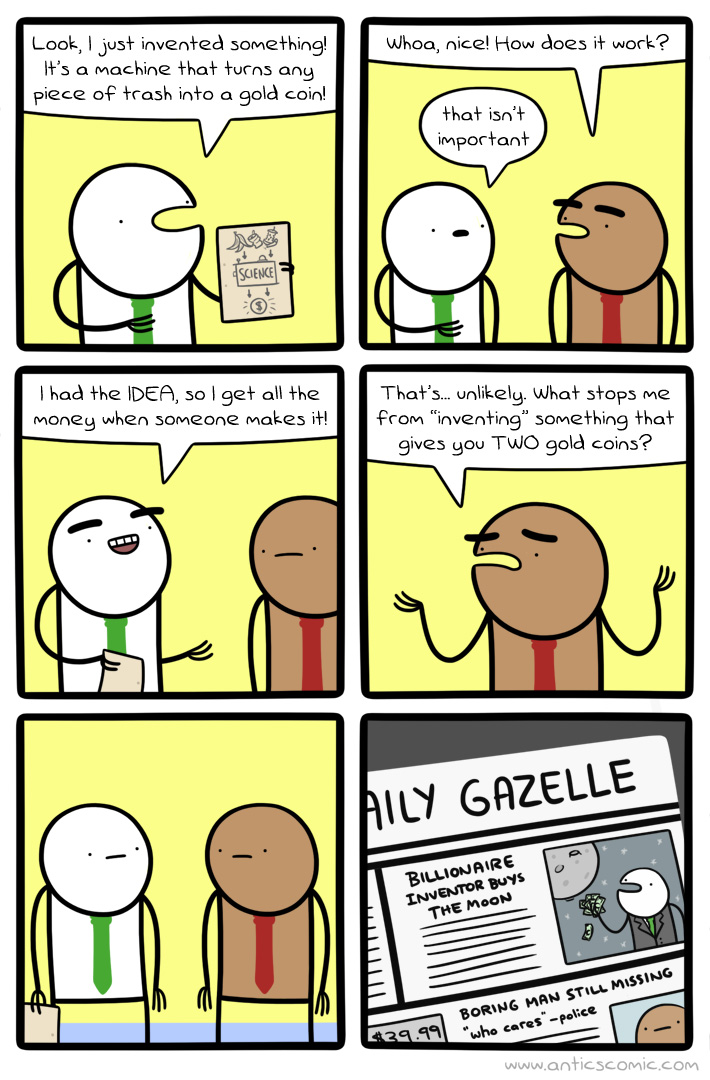 Look, I just invented something!
It's a machine that turns any
piece of trash into a gold coin!
SCIENCE
$
Whoa, nice! How does it work?
that isn't
important
I had the IDEA, so I get all the
money when someone makes it!
That's... unlikely. What stops me
from "inventing" something that
gives you TWO gold coins?
AILY GAZELLE
BILLIONAIRE
INVENTOR BUYS
THE MOON
BORING MAN STILL MISSING
"who cares" -police
$39.99
www.anticscomic.com